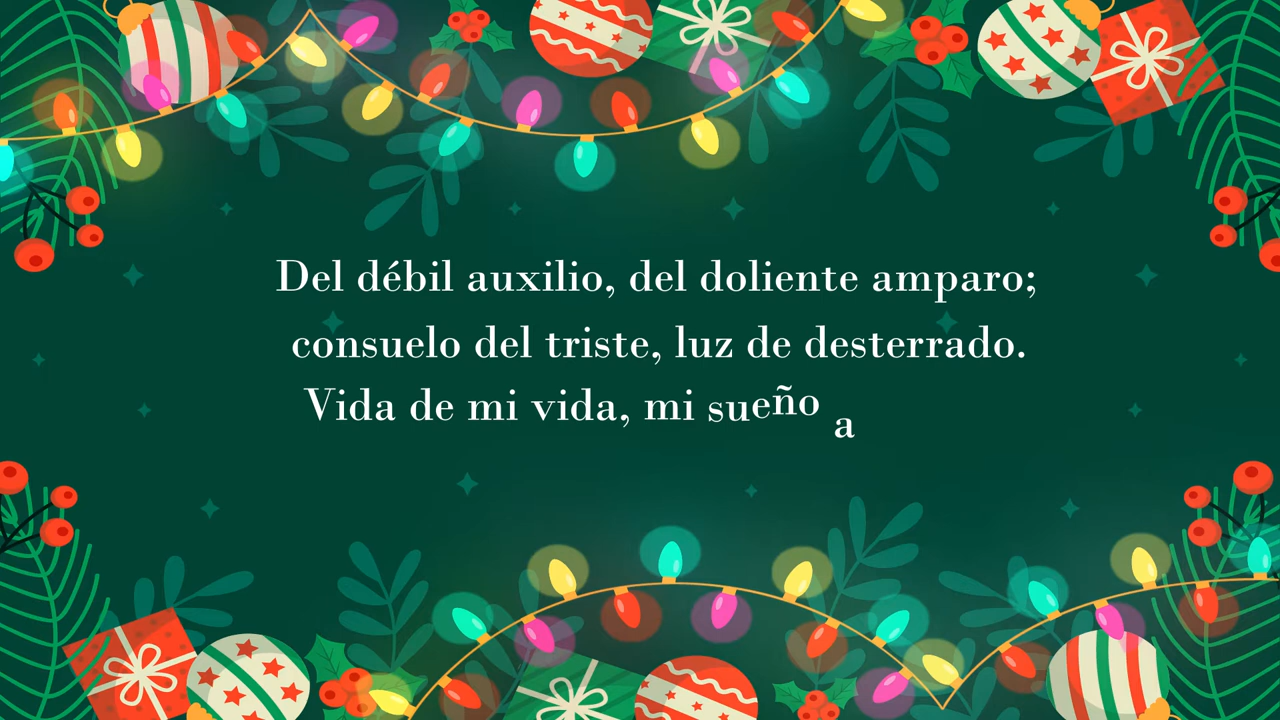 Del débil auxilio, del doliente amparo;
consuelo del triste, luz de desterrado.
Vida de mi vida, mi sueño a